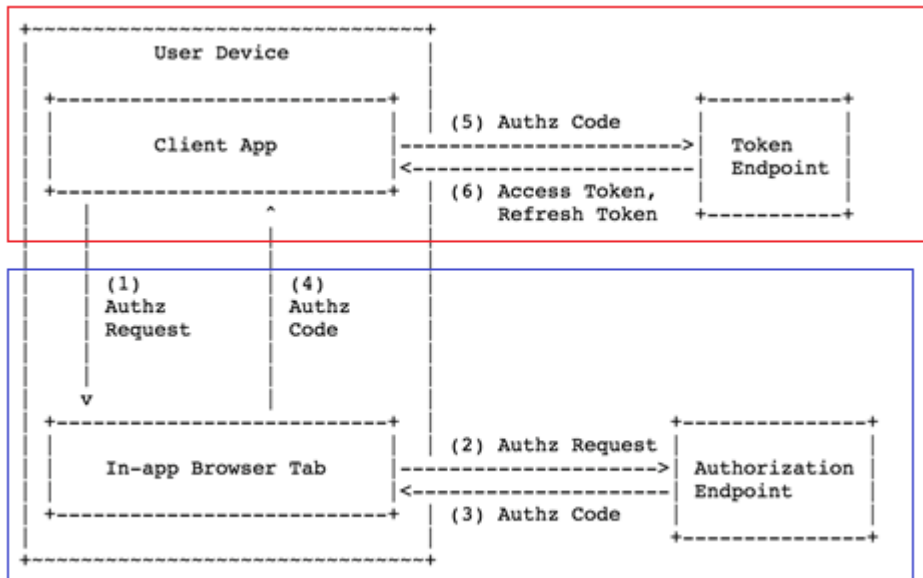 User Device
Client App
(5) Authz Code
Token
Endpoint
(6) Access Token,
Refresh Token
(1)
Authz
Request
(4)
Authz
Code
In-app Browser Tab
(2) Authz Request
Authorization
Endpoint
(3) Authz Code